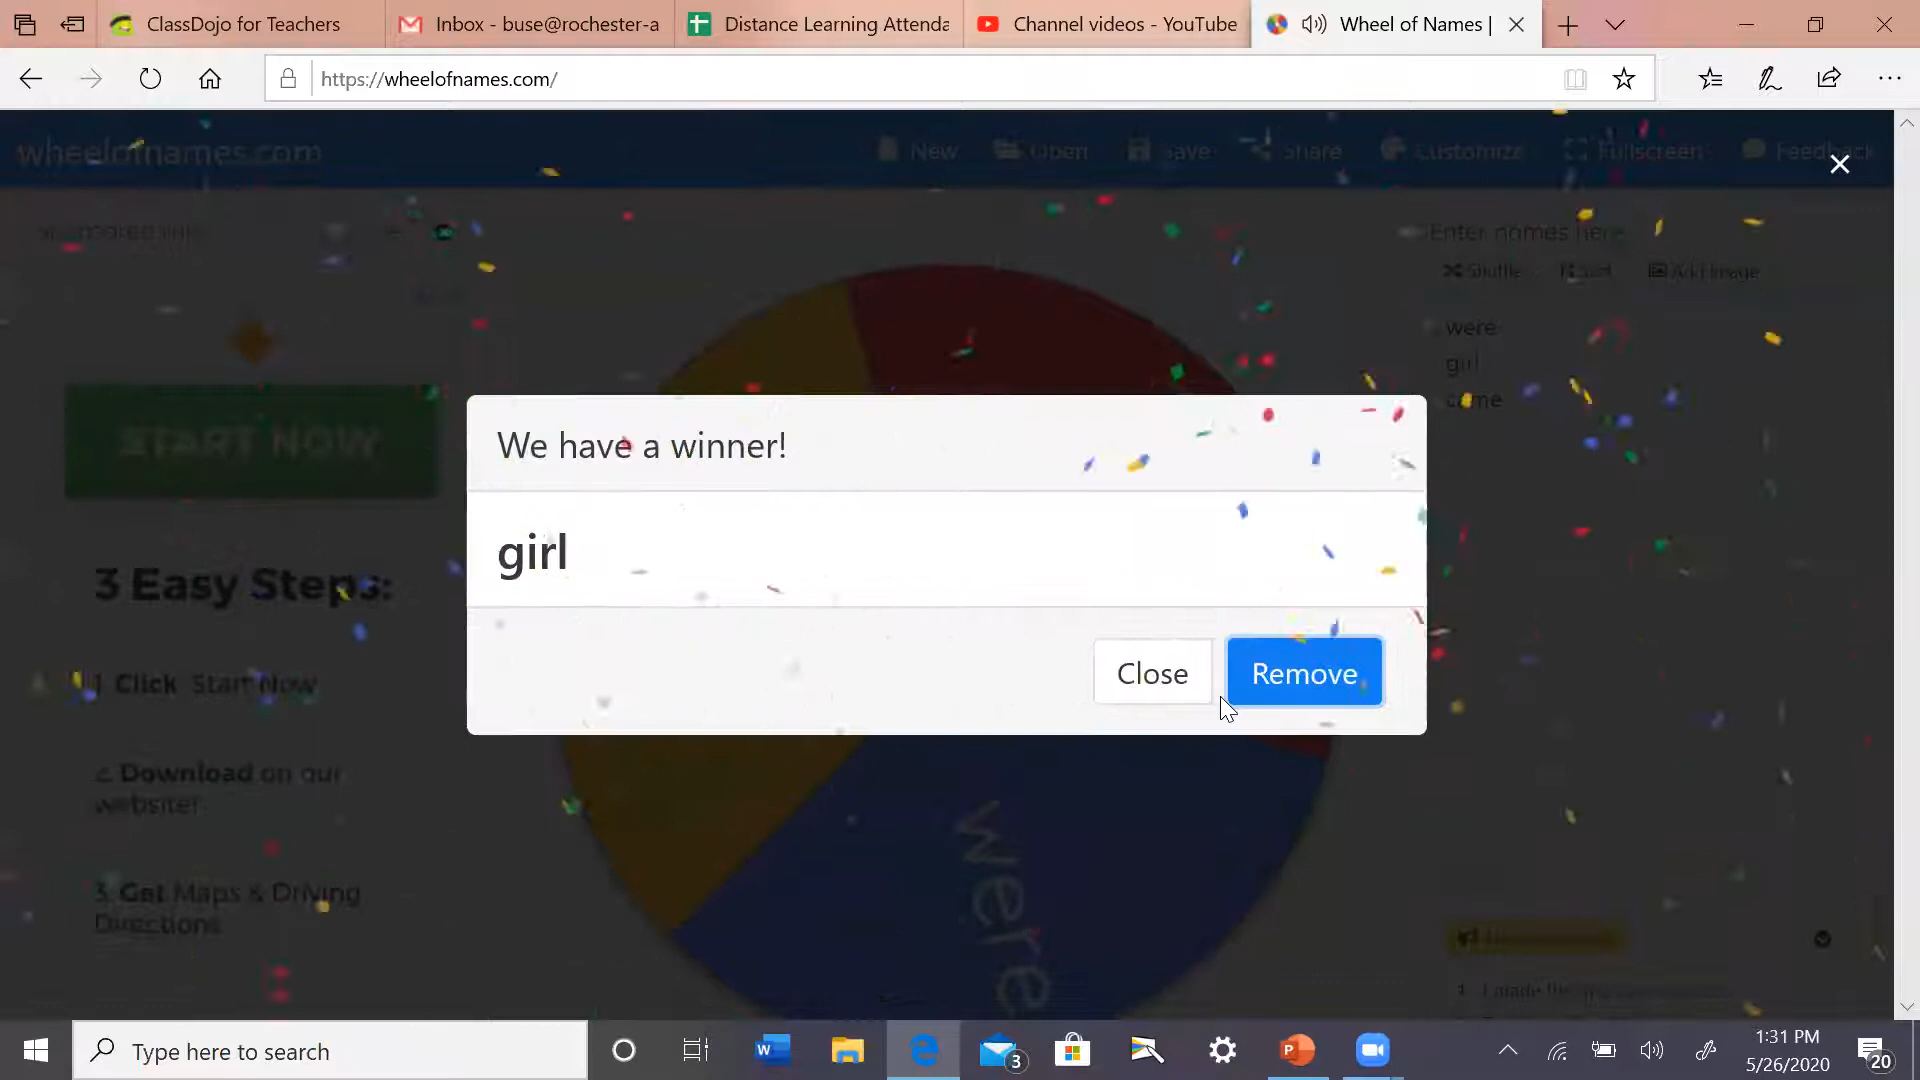 ClassDojo for Teachers
Inbox - buse@rochester-a
Distance Learning Attenda
Channel videos - YouTube
Wheel of Names |
https://wheelofnames.com/
wheelofnames.com
New
Open
Save
Share
Customize
Fullscreen
Feedback
Enter names here
Shuffle
Sort
Add image
were
girl
came
START NOW
We have a winner!
girl
Close
Remove
3 Easy Steps:
1. Click Start Now
2. Download on our
website!
3. Get Maps & Driving
Directions
were
Type here to search
W
3
P
1:31 PM
5/26/2020
20